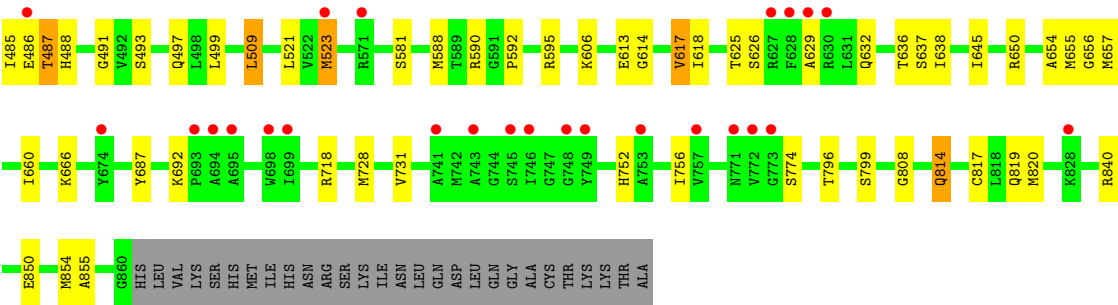 I485 E486 T487 H488 G491 V492 S493 Q497 L498 L499 L509 L521 V522 M523 R571 S581 M588 T589 R590 G591 P592 R595 K606 E613 G614 V617 I618 T625 S626 R627 F628 A629 R630 L631 Q632 T636 S637 I638 I645 R650 A654 M655 G656 M657
I660 K666 Y674 Y687 K692 P693 A694 A695 W698 I699 R718 M728 V731 A741 M742 A743 G744 S745 I746 G747 G748 Y749 H752 A753 I756 V757 N771 V772 G773 S774 T796 S799 G808 Q814 C817 L818 Q819 M820 K828 R840
E850 M854 A855 G860 HIS LEU VAL LYS SER HIS MET ILE HIS ASN ARG SER LYS ILE ASN LEU GLN ASP LEU GLN GLY ALA CYS THR LYS LYS THR ALA